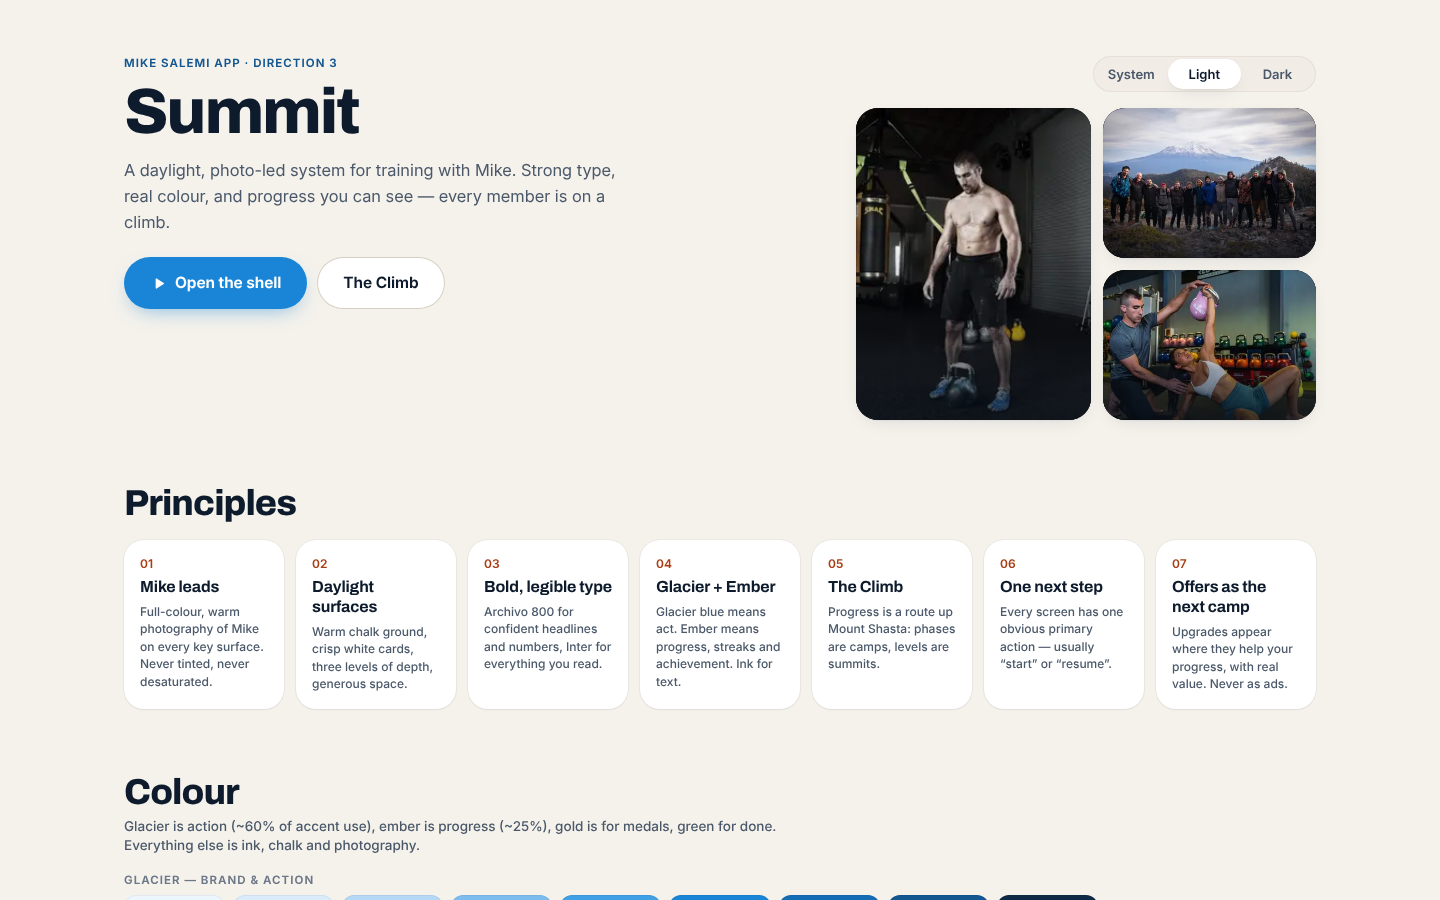 MIKE SALEMI APP · DIRECTION 3
Summit
A daylight, photo-led system for training with Mike. Strong type,
real colour, and progress you can see — every member is on a
climb.
Open the shell
The Climb
System
Light
Dark
Principles
01
Mike leads
Full-colour, warm
photography of Mike
on every key surface.
Never tinted, never
desaturated.
02
Daylight
surfaces
Warm chalk ground,
crisp white cards,
three levels of depth,
generous space.
03
Bold, legible type
Archivo 800 for
confident headlines
and numbers, Inter for
everything you read.
04
Glacier + Ember
Glacier blue means
act. Ember means
progress, streaks and
achievement. Ink for
text.
05
The Climb
Progress is a route up
Mount Shasta: phases
are camps, levels are
summits.
06
One next step
Every screen has one
obvious primary
action — usually
“start” or “resume”.
07
Offers as the
next camp
Upgrades appear
where they help your
progress, with real
value. Never as ads.
Colour
Glacier is action (~60% of accent use), ember is progress (~25%), gold is for medals, green for done.
Everything else is ink, chalk and photography.
GLACIER — BRAND & ACTION